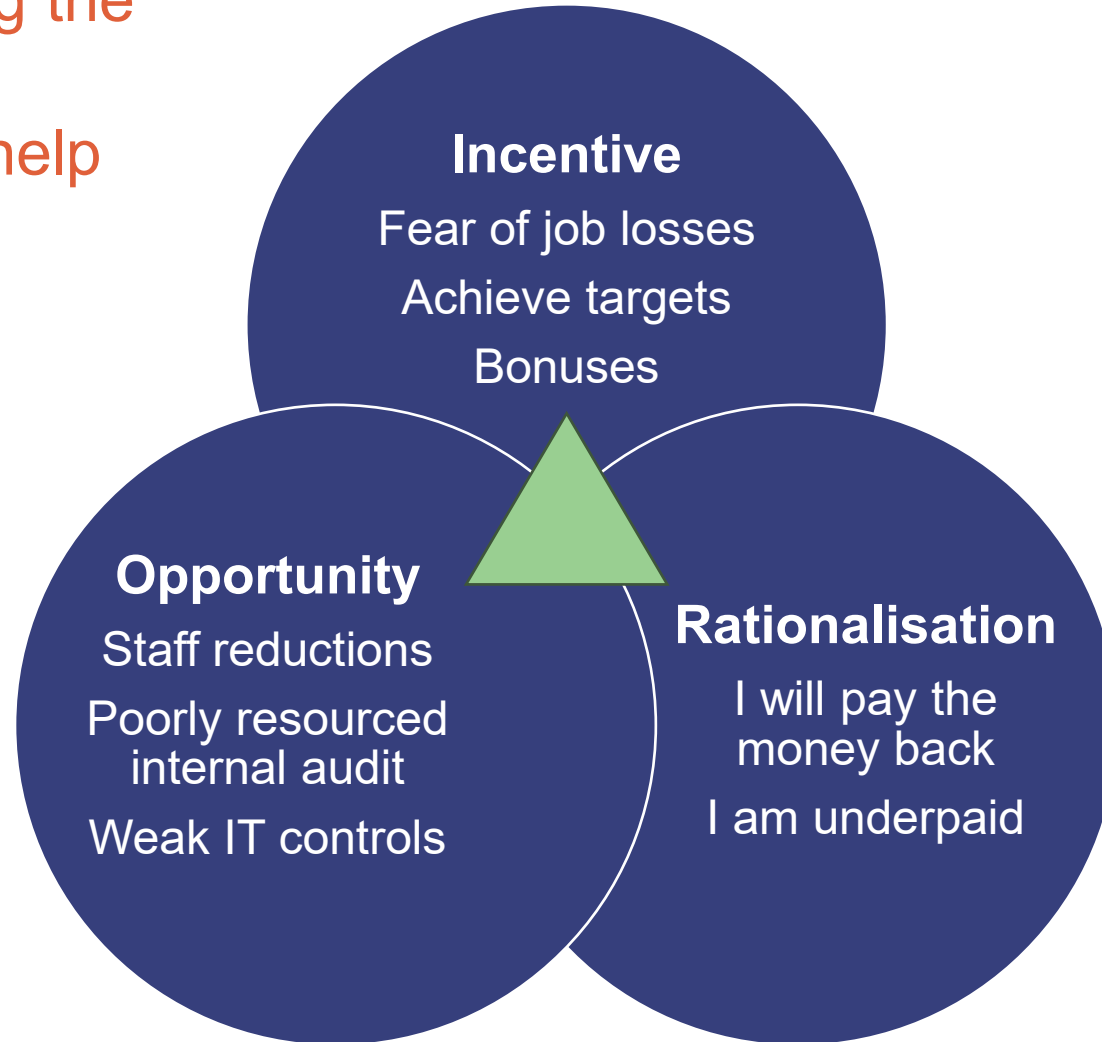 g the
help
Incentive
Fear of job losses
Achieve targets
Bonuses
Opportunity
Staff reductions
Poorly resourced
internal audit
Weak IT controls
Rationalisation
I will pay the
money back
I am underpaid